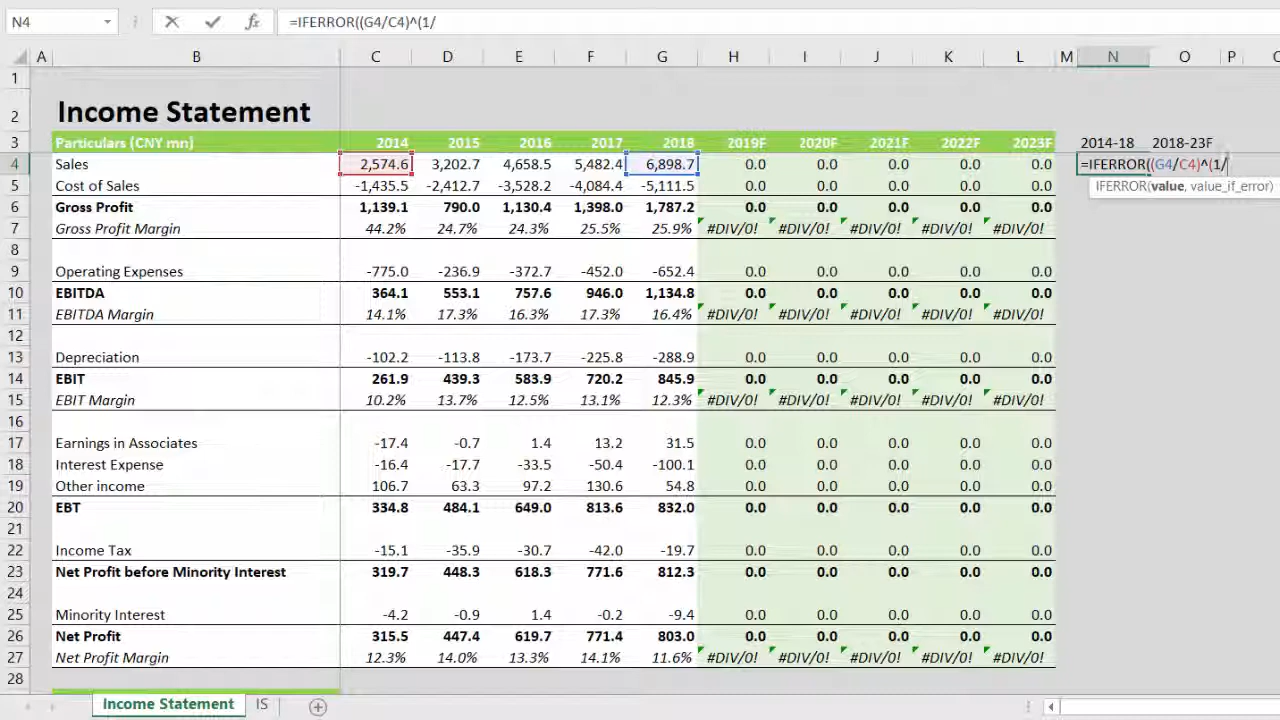 N4 =IFERROR((G4/C4)^(1/
A B C D E F G H I J K L M N O P
1
2 Income Statement
3 Particulars (CNY mn) 2014 2015 2016 2017 2018 2019F 2020F 2021F 2022F 2023F 2014-18 2018-23F
4 Sales 2,574.6 3,202.7 4,658.5 5,482.4 6,898.7 0.0 0.0 0.0 0.0 0.0 =IFERROR((G4/C4)^(1/
5 Cost of Sales -1,435.5 -2,412.7 -3,528.2 -4,084.4 -5,111.5 0.0 0.0 0.0 0.0 0.0 IFERROR(value, value_if_error)
6 Gross Profit 1,139.1 790.0 1,130.4 1,398.0 1,787.2 0.0 0.0 0.0 0.0 0.0
7 Gross Profit Margin 44.2% 24.7% 24.3% 25.5% 25.9% #DIV/0! #DIV/0! #DIV/0! #DIV/0! #DIV/0!
8
9 Operating Expenses -775.0 -236.9 -372.7 -452.0 -652.4 0.0 0.0 0.0 0.0 0.0
10 EBITDA 364.1 553.1 757.6 946.0 1,134.8 0.0 0.0 0.0 0.0 0.0
11 EBITDA Margin 14.1% 17.3% 16.3% 17.3% 16.4% #DIV/0! #DIV/0! #DIV/0! #DIV/0! #DIV/0!
12
13 Depreciation -102.2 -113.8 -173.7 -225.8 -288.9 0.0 0.0 0.0 0.0 0.0
14 EBIT 261.9 439.3 583.9 720.2 845.9 0.0 0.0 0.0 0.0 0.0
15 EBIT Margin 10.2% 13.7% 12.5% 13.1% 12.3% #DIV/0! #DIV/0! #DIV/0! #DIV/0! #DIV/0!
16
17 Earnings in Associates -17.4 -0.7 1.4 13.2 31.5 0.0 0.0 0.0 0.0 0.0
18 Interest Expense -16.4 -17.7 -33.5 -50.4 -100.1 0.0 0.0 0.0 0.0 0.0
19 Other income 106.7 63.3 97.2 130.6 54.8 0.0 0.0 0.0 0.0 0.0
20 EBT 334.8 484.1 649.0 813.6 832.0 0.0 0.0 0.0 0.0 0.0
21
22 Income Tax -15.1 -35.9 -30.7 -42.0 -19.7 0.0 0.0 0.0 0.0 0.0
23 Net Profit before Minority Interest 319.7 448.3 618.3 771.6 812.3 0.0 0.0 0.0 0.0 0.0
24
25 Minority Interest -4.2 -0.9 1.4 -0.2 -9.4 0.0 0.0 0.0 0.0 0.0
26 Net Profit 315.5 447.4 619.7 771.4 803.0 0.0 0.0 0.0 0.0 0.0
27 Net Profit Margin 12.3% 14.0% 13.3% 14.1% 11.6% #DIV/0! #DIV/0! #DIV/0! #DIV/0! #DIV/0!
28
Income Statement IS